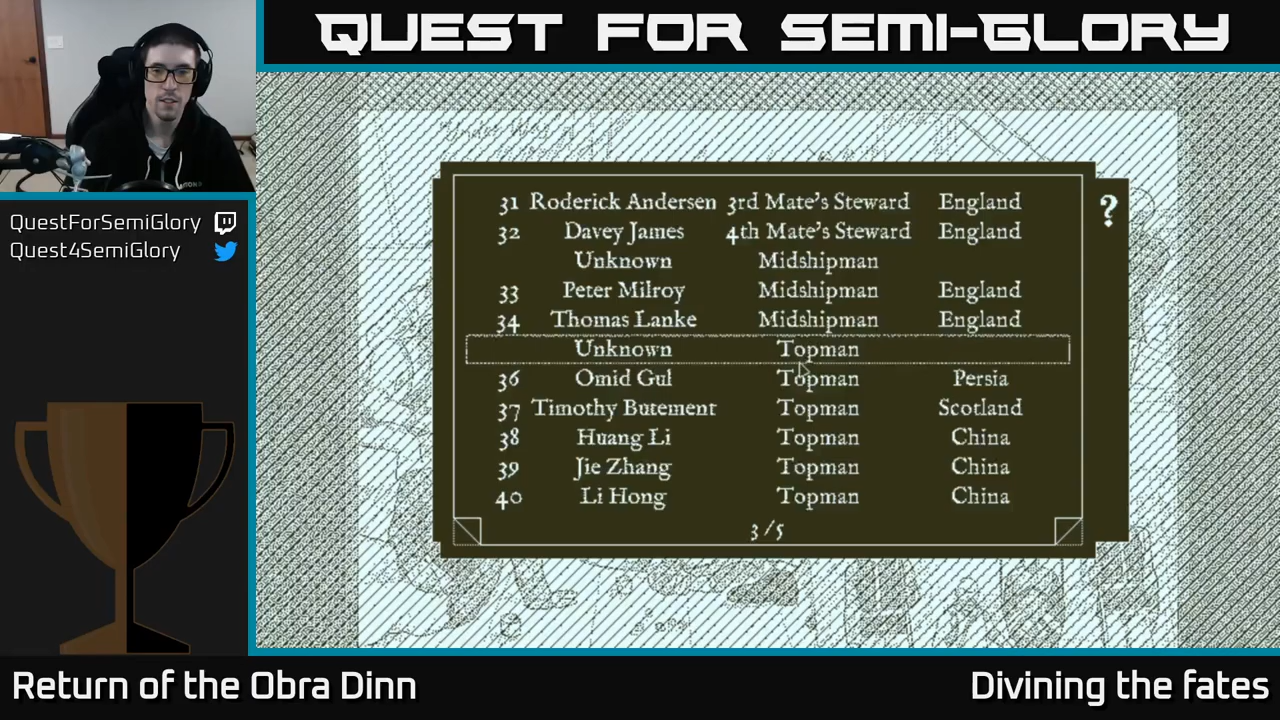 QUEST FOR SEMI-GLORY
QuestForSemiGlory
Quest4SemiGlory
Under Way
?
31 Roderick Andersen 3rd Mate's Steward England
32 Davey James 4th Mate's Steward England
Unknown Midshipman
33 Peter Milroy Midshipman England
34 Thomas Lanke Midshipman England
Unknown Topman
36 Omid Gul Topman Persia
37 Timothy Butement Topman Scotland
38 Huang Li Topman China
39 Jie Zhang Topman China
40 Li Hong Topman China
3/5
Return of the Obra Dinn
Divining the fates